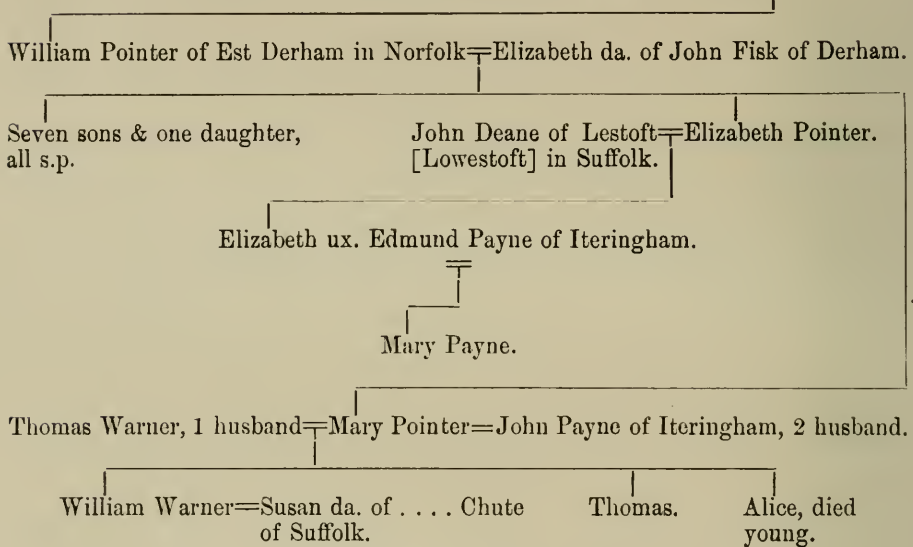 William Pointer of Est Derham in Norfolk=Elizabeth da. of John Fisk of Derham.
Seven sons & one daughter,
all s.p.
John Deane of Lestoft=Elizabeth Pointer.
[Lowestoft] in Suffolk.
Elizabeth ux. Edmund Payne of Iteringham.
Mary Payne.
Thomas Warner, 1 husband=Mary Pointer=John Payne of Iteringham, 2 husband.
William Warner=Susan da. of . . . . Chute
of Suffolk.
Thomas.
Alice, died
young.